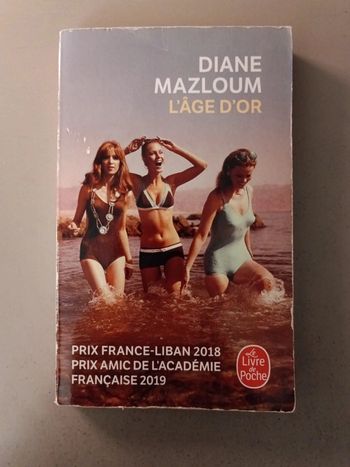 DIANE
MAZLOUM
L'ÂGE D'OR
PRIX FRANCE-LIBAN 2018
PRIX AMIC DE L'ACADÉMIE
FRANÇAISE 2019
Le
Livre
de
Poche